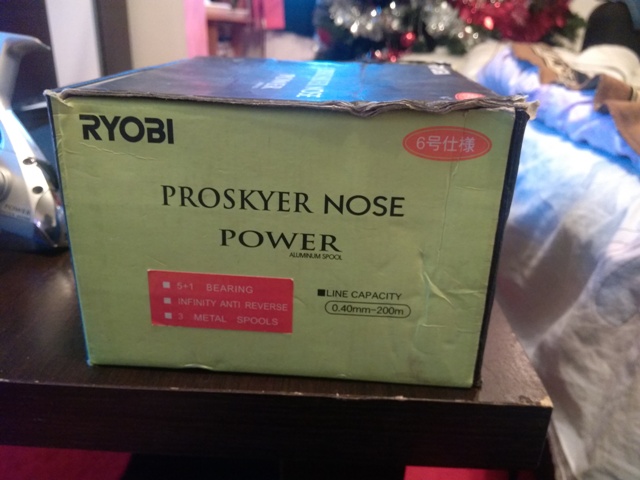 RYOBI
6号仕様
PROSKYER NOSE
POWER
ALUMINUM SPOOL
■ 5+1 BEARING
■ INFINITY ANTI REVERSE
■ 3 METAL SPOOLS
■LINE CAPACITY
0.40mm-200m